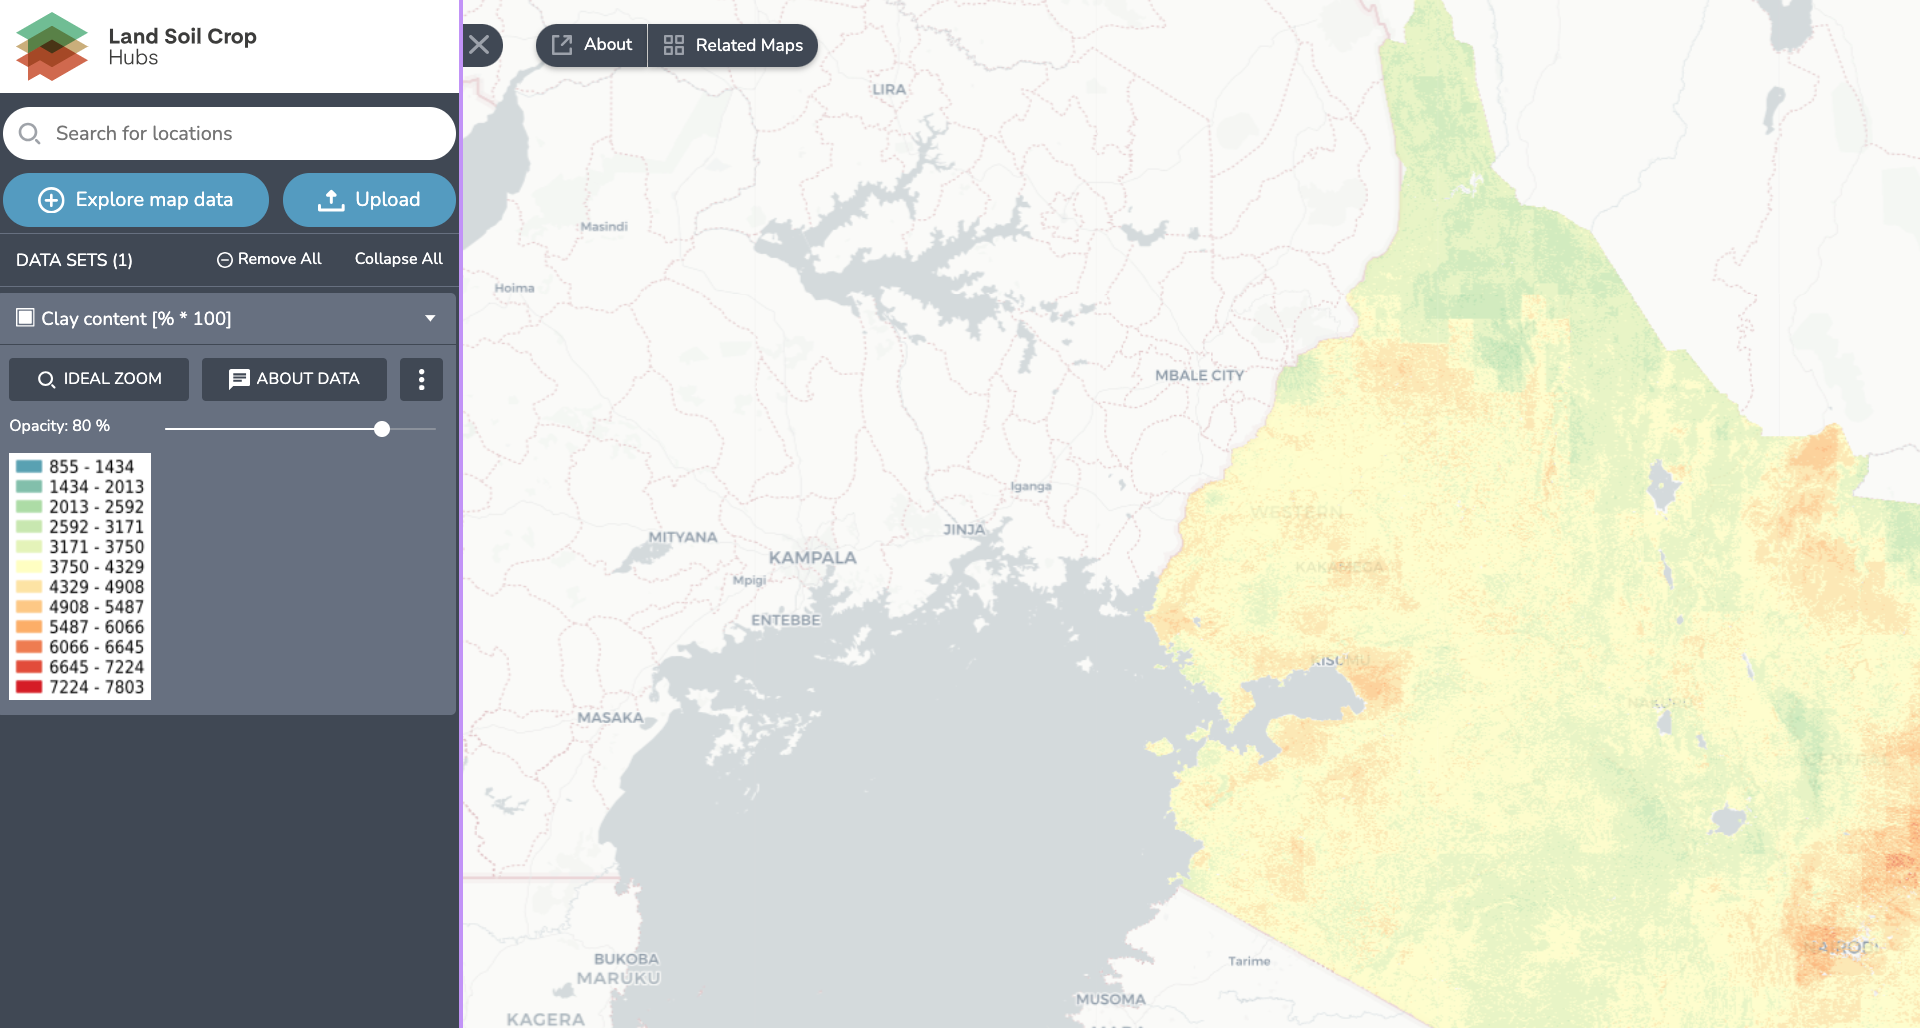 Land Soil Crop
Hubs
Search for locations
Explore map data
Upload
DATA SETS (1)
Remove All
Collapse All
Clay content [% * 100]
IDEAL ZOOM
ABOUT DATA
Opacity: 80 %
855 - 1434
1434 - 2013
2013 - 2592
2592 - 3171
3171 - 3750
3750 - 4329
4329 - 4908
4908 - 5487
5487 - 6066
6066 - 6645
6645 - 7224
7224 - 7803
About
Related Maps
LIRA
Masindi
Hoima
MBALE CITY
Iganga
WESTERN
JINJA
MITYANA
KAMPALA
KAKAMEGA
Mpigi
ENTEBBE
KISUMU
NAKURU
MASAKA
CENTRAL
NAIROBI
BUKOBA
Tarime
MARUKU
MUSOMA
KAGERA